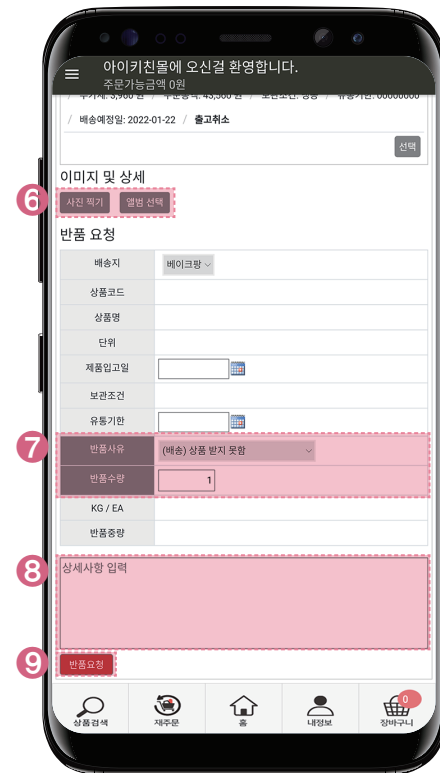 아이키친몰에 오신걸 환영합니다.
주문가능금액 0원
/ 배송예정일: 2022-01-22 / 출고취소
선택
이미지 및 상세
6 사진 찍기 앨범 선택
반품 요청
배송지 베이크팡
상품코드
상품명
단위
제품입고일
보관조건
유통기한
7 반품사유 (배송) 상품 받지 못함
반품수량 1
KG / EA
반품중량
8 상세사항 입력
9 반품요청
0
상품검색 재주문 홈 내정보 장바구니